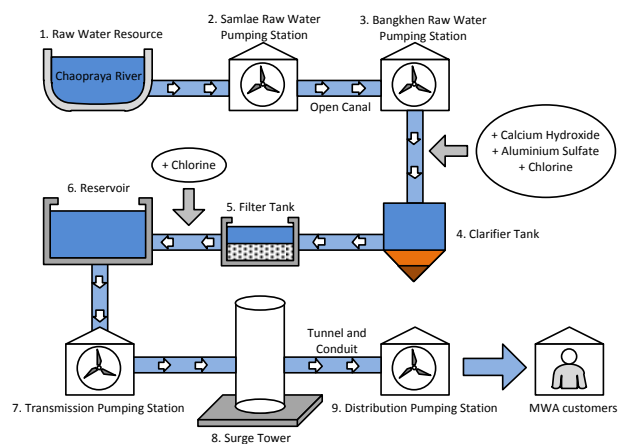 1. Raw Water Resource
Chaopraya River
2. Samlae Raw Water
Pumping Station
Open Canal
3. Bangkhen Raw Water
Pumping Station
+ Calcium Hydroxide
+ Aluminium Sulfate
+ Chlorine
4. Clarifier Tank
5. Filter Tank
+ Chlorine
6. Reservoir
7. Transmission Pumping Station
8. Surge Tower
Tunnel and
Conduit
9. Distribution Pumping Station
MWA customers